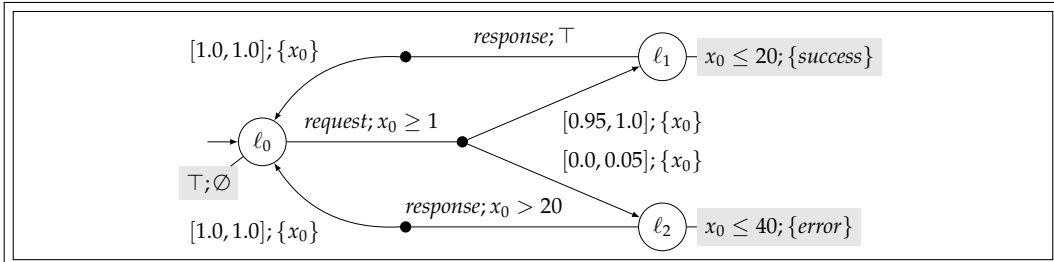 [1.0, 1.0]; {x₀}
response; ⊤
ℓ₁
x₀ ≤ 20; {success}
request; x₀ ≥ 1
[0.95, 1.0]; {x₀}
ℓ₀
[0.0, 0.05]; {x₀}
⊤; ∅
response; x₀ > 20
[1.0, 1.0]; {x₀}
ℓ₂
x₀ ≤ 40; {error}